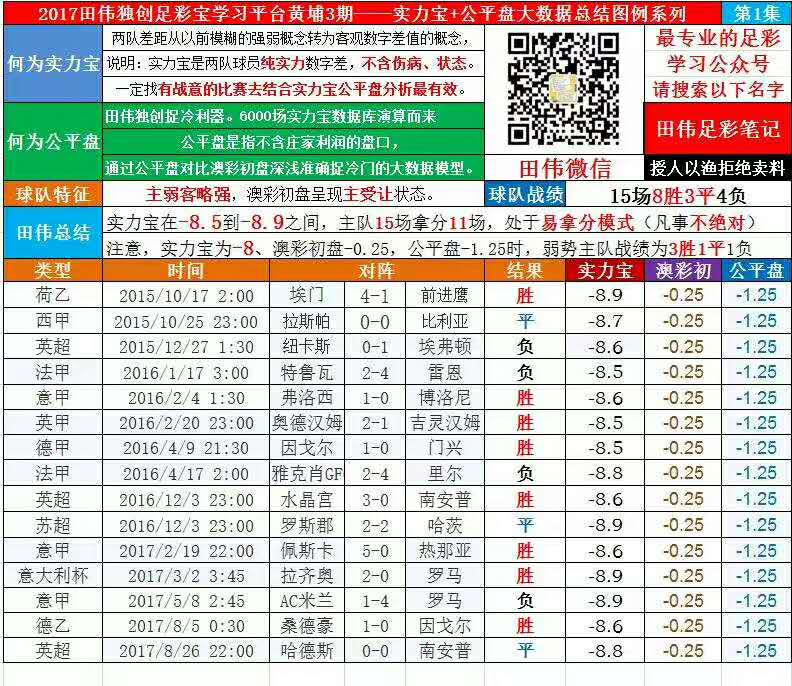 2017田伟独创足彩宝学习平台黄埔3期——实力宝+公平盘大数据总结图例系列 第1集
何为实力宝
两队差距从以前模糊的强弱概念转为客观数字差值的概念，
说明：实力宝是两队球员纯实力数字差，不含伤病、状态。
一定找有战意的比赛去结合实力宝公平盘分析最有效。
最专业的足彩
学习公众号
请搜索以下名字
何为公平盘
田伟独创捉冷利器。6000场实力宝数据库演算而来
公平盘是指不含庄家利润的盘口，
通过公平盘对比澳彩初盘深浅准确捉冷门的大数据模型。
田伟微信
田伟足彩笔记
授人以渔拒绝卖料
球队特征 主弱客略强，澳彩初盘呈现主受让状态。 球队战绩 15场8胜3平4负
田伟总结
实力宝在-8.5到-8.9之间，主队15场拿分11场，处于易拿分模式（凡事不绝对）
注意，实力宝为-8、澳彩初盘-0.25，公平盘-1.25时，弱势主队战绩为3胜1平1负
类型 时间 对阵 结果 实力宝 澳彩初 公平盘
荷乙 2015/10/17 2:00 埃门 4-1 前进鹰 胜 -8.9 -0.25 -1.25
西甲 2015/10/25 23:00 拉斯帕 0-0 比利亚 平 -8.7 -0.25 -1.25
英超 2015/12/27 1:30 纽卡斯 0-1 埃弗顿 负 -8.6 -0.25 -1.25
法甲 2016/1/17 3:00 特鲁瓦 2-4 雷恩 负 -8.5 -0.25 -1.25
意甲 2016/2/4 1:30 弗洛西 1-0 博洛尼 胜 -8.6 -0.25 -1.25
英甲 2016/2/20 23:00 奥德汉姆 2-1 吉灵汉姆 胜 -8.5 -0.25 -1.25
德甲 2016/4/9 21:30 因戈尔 1-0 门兴 胜 -8.5 -0.25 -1.25
法甲 2016/4/17 2:00 雅克肖GF 2-4 里尔 负 -8.8 -0.25 -1.25
英超 2016/12/3 23:00 水晶宫 3-0 南安普 胜 -8.6 -0.25 -1.25
苏超 2016/12/3 23:00 罗斯郡 2-2 哈茨 平 -8.9 -0.25 -1.25
意甲 2017/2/19 22:00 佩斯卡 5-0 热那亚 胜 -8.6 -0.25 -1.25
意大利杯 2017/3/2 3:45 拉齐奥 2-0 罗马 胜 -8.9 -0.25 -1.25
意甲 2017/5/8 2:45 AC米兰 1-4 罗马 负 -8.9 -0.25 -1.25
德乙 2017/8/5 0:30 桑德豪 1-0 因戈尔 胜 -8.6 -0.25 -1.25
英超 2017/8/26 22:00 哈德斯 0-0 南安普 平 -8.8 -0.25 -1.25